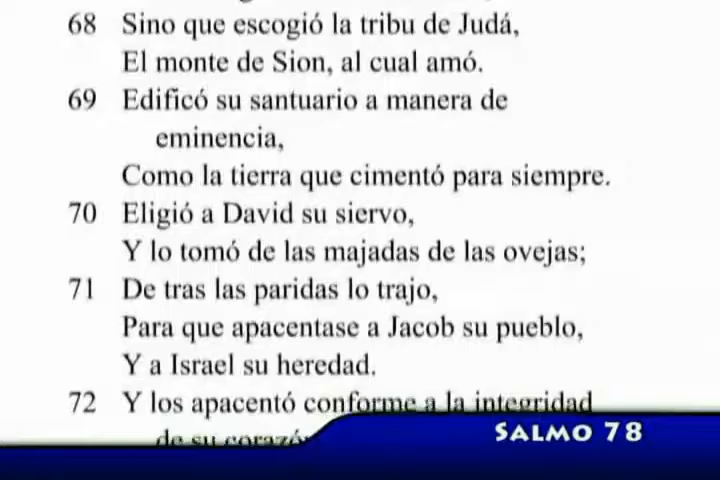 68 Sino que escogió la tribu de Judá,
El monte de Sion, al cual amó.
69 Edificó su santuario a manera de
eminencia,
Como la tierra que cimentó para siempre.
70 Eligió a David su siervo,
Y lo tomó de las majadas de las ovejas;
71 De tras las paridas lo trajo,
Para que apacentase a Jacob su pueblo,
Y a Israel su heredad.
72 Y los apacentó conforme a la integridad
de su
SALMO 78